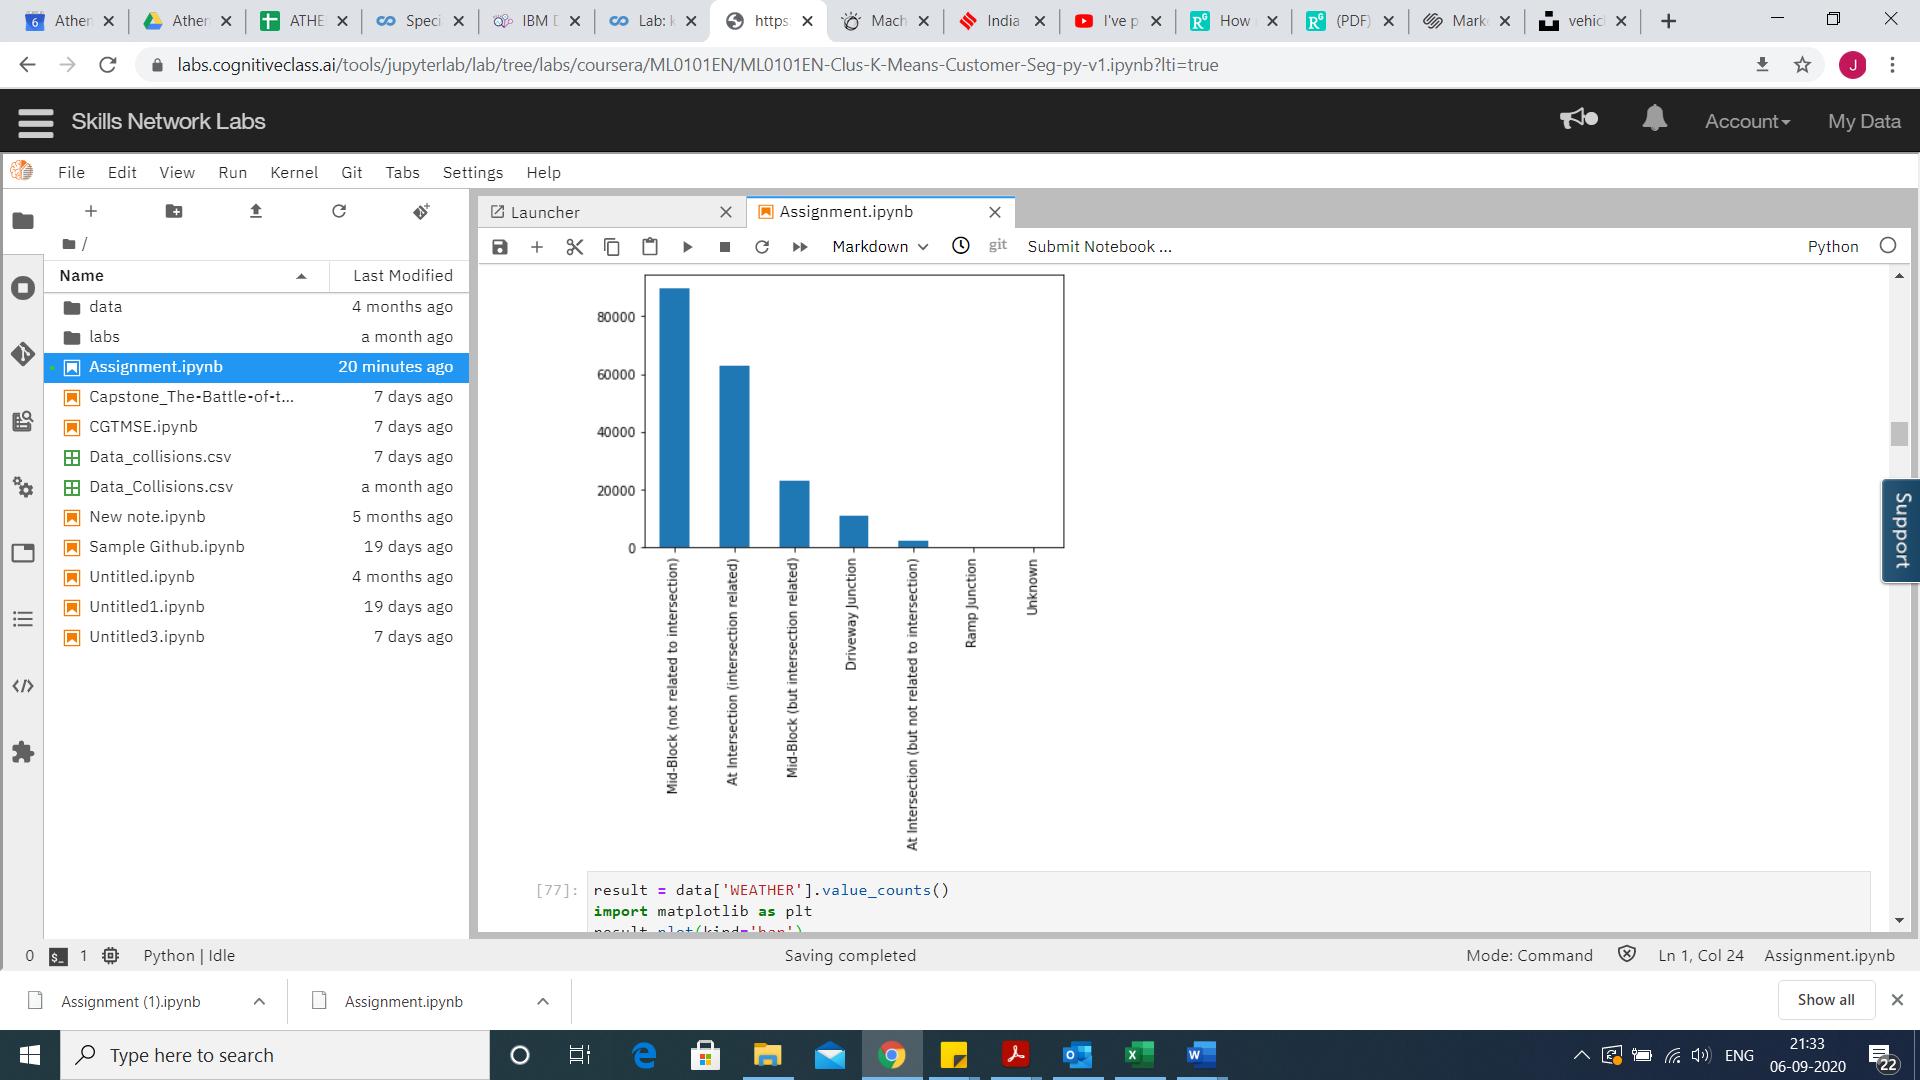 6 Athen
Athen
ATHE
Speci
IBM D
Lab: k
https:
Mach
India
I've p
How
(PDF)
Mark
vehic
labs.cognitiveclass.ai/tools/jupyterlab/lab/tree/labs/coursera/ML0101EN/ML0101EN-Clus-K-Means-Customer-Seg-py-v1.ipynb?lti=true
J
Skills Network Labs
Account
My Data
File Edit View Run Kernel Git Tabs Settings Help
Launcher
Assignment.ipynb
/
Markdown
git
Submit Notebook ...
Python
Name Last Modified
data 4 months ago
labs a month ago
Assignment.ipynb 20 minutes ago
Capstone_The-Battle-of-t... 7 days ago
CGTMSE.ipynb 7 days ago
Data_collisions.csv 7 days ago
Data_Collisions.csv a month ago
New note.ipynb 5 months ago
Sample Github.ipynb 19 days ago
Untitled.ipynb 4 months ago
Untitled1.ipynb 19 days ago
Untitled3.ipynb 7 days ago
80000
60000
40000
20000
0
Mid-Block (not related to intersection)
At Intersection (intersection related)
Mid-Block (but intersection related)
Driveway Junction
At Intersection (but not related to intersection)
Ramp Junction
Unknown
Support
[77]: result = data['WEATHER'].value_counts()
import matplotlib as plt
result.plot(kind='bar')
0 $_ 1 Python | Idle Saving completed Mode: Command Ln 1, Col 24 Assignment.ipynb
Assignment (1).ipynb
Assignment.ipynb
Show all
Type here to search
ENG
21:33
06-09-2020
22